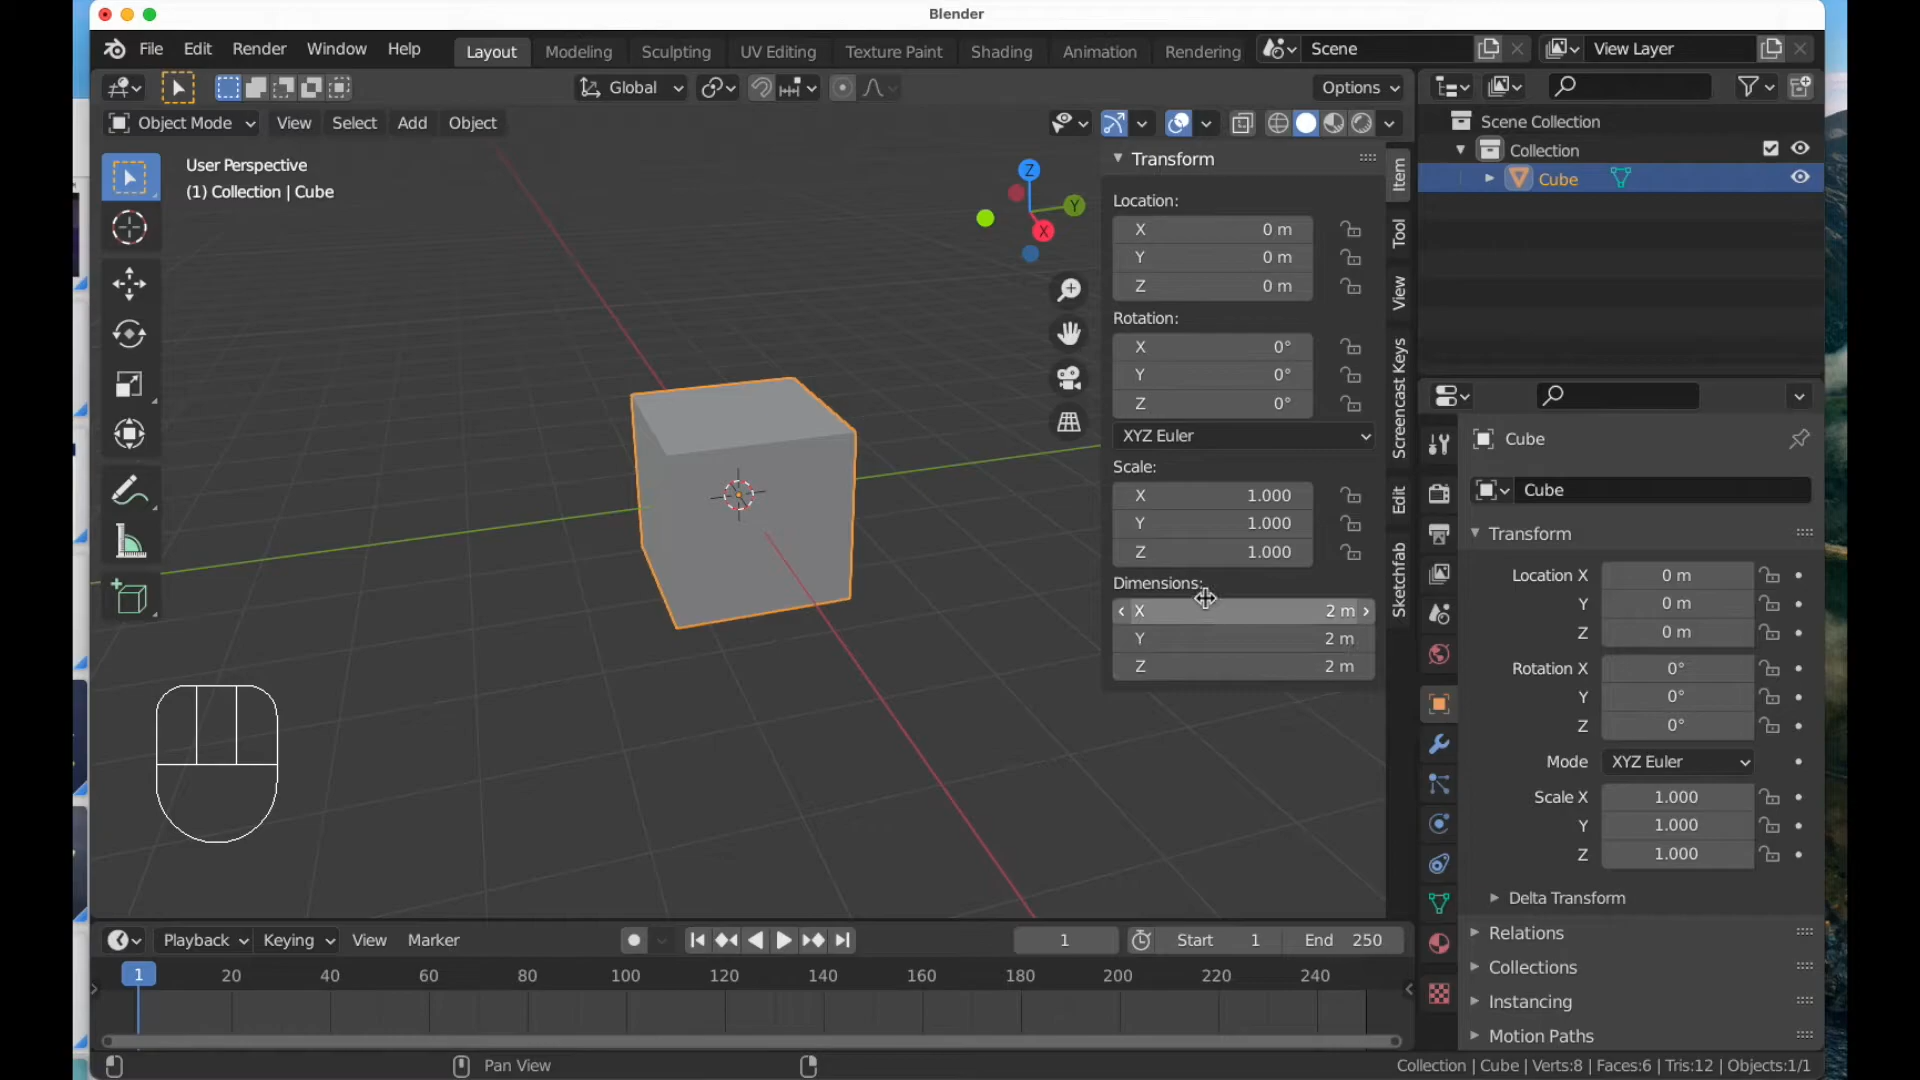 Blender
File Edit Render Window Help Layout Modeling Sculpting UV Editing Texture Paint Shading Animation Rendering Scene View Layer
Global Options
Object Mode View Select Add Object
User Perspective
(1) Collection | Cube
Z
Y
X
Transform
Location:
X 0 m
Y 0 m
Z 0 m
Rotation:
X 0°
Y 0°
Z 0°
XYZ Euler
Scale:
X 1.000
Y 1.000
Z 1.000
Dimensions:
X 2 m
Y 2 m
Z 2 m
Item
Tool
View
Screencast Keys
Edit
Sketchfab
Scene Collection
Collection
Cube
Cube
Cube
Transform
Location X 0 m
Y 0 m
Z 0 m
Rotation X 0°
Y 0°
Z 0°
Mode XYZ Euler
Scale X 1.000
Y 1.000
Z 1.000
Delta Transform
Relations
Collections
Instancing
Motion Paths
Playback Keying View Marker 1 Start 1 End 250
1 20 40 60 80 100 120 140 160 180 200 220 240
Pan View
Collection | Cube | Verts:8 | Faces:6 | Tris:12 | Objects:1/1